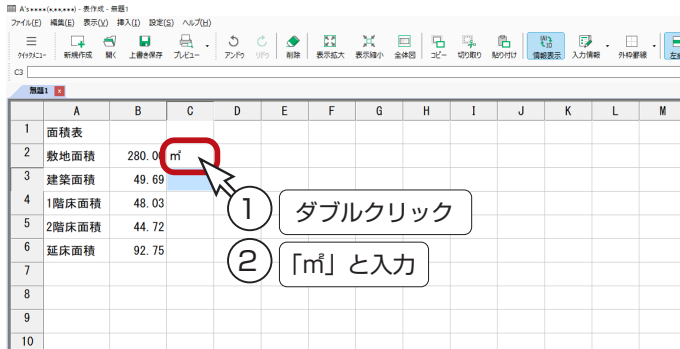 A's∗∗∗∗(∗.∗∗.∗∗∗) - 表作成 - 無題1
ファイル(F) 編集(E) 表示(V) 挿入(I) 設定(S) ヘルプ(H)
クイックメニュー 新規作成 開く 上書き保存 プレビュー アンドゥ リドゥ 削除 表示拡大 表示縮小 全体図 コピー 切り取り 貼り付け 情報表示 入力情報 外枠罫線
C3
無題1
A B C D E F G H I J K L M
1 面積表
2 敷地面積 280.0 ㎡
3 建築面積 49.69
4 1階床面積 48.03
5 2階床面積 44.72
6 延床面積 92.75
7
8
9
10
① ダブルクリック
② 「㎡」と入力